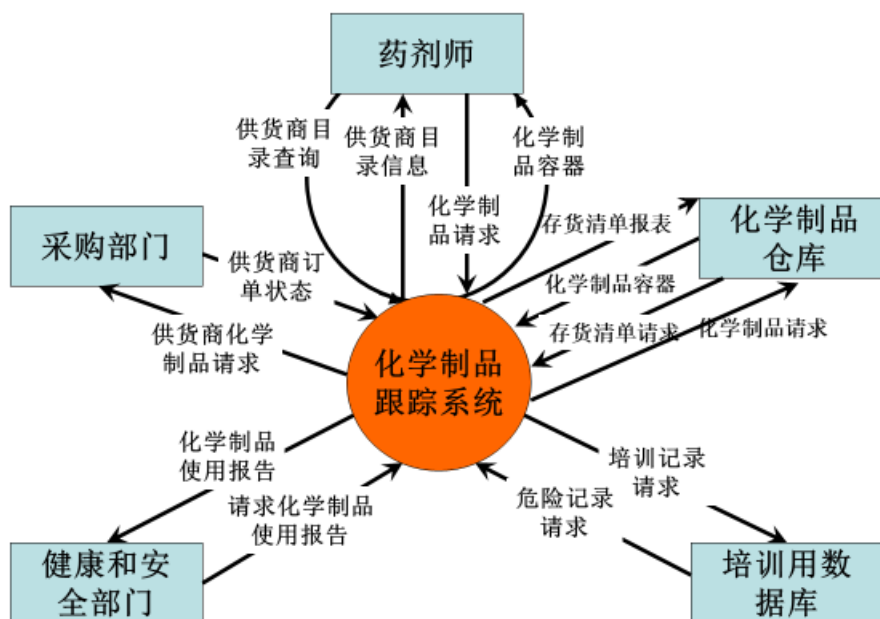 药剂师
供货商目
录查询
供货商目
录信息
化学制
品请求
化学制
品容器
采购部门
供货商订
单状态
供货商化学
制品请求
存货清单报表
化学制品
仓库
化学制品容器
存货清单请求
化学制品请求
化学制品
跟踪系统
化学制品
使用报告
请求化学制品
使用报告
培训记录
请求
危险记录
请求
健康和安
全部门
培训用数
据库